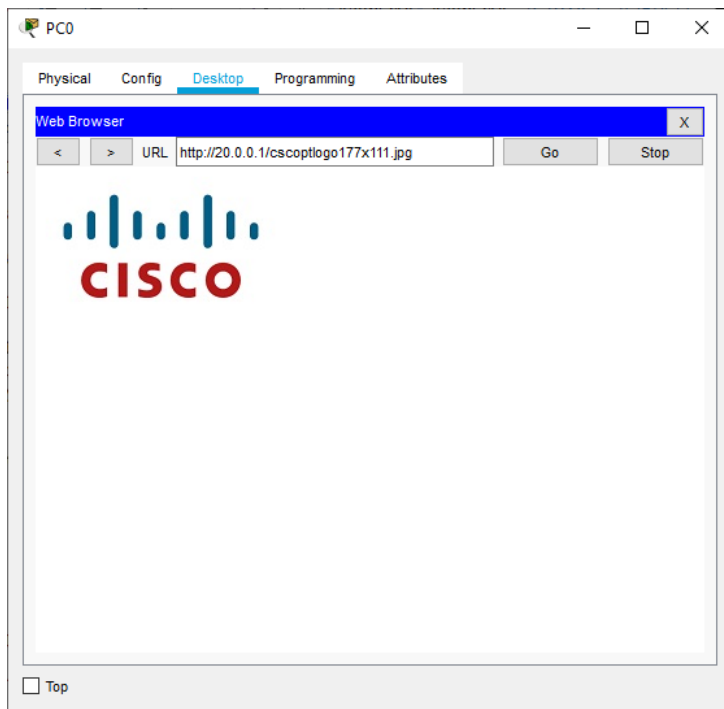 PC0
Physical Config Desktop Programming Attributes
Web Browser
X
< > URL http://20.0.0.1/cscoptlogo177x111.jpg Go Stop
CISCO
Top